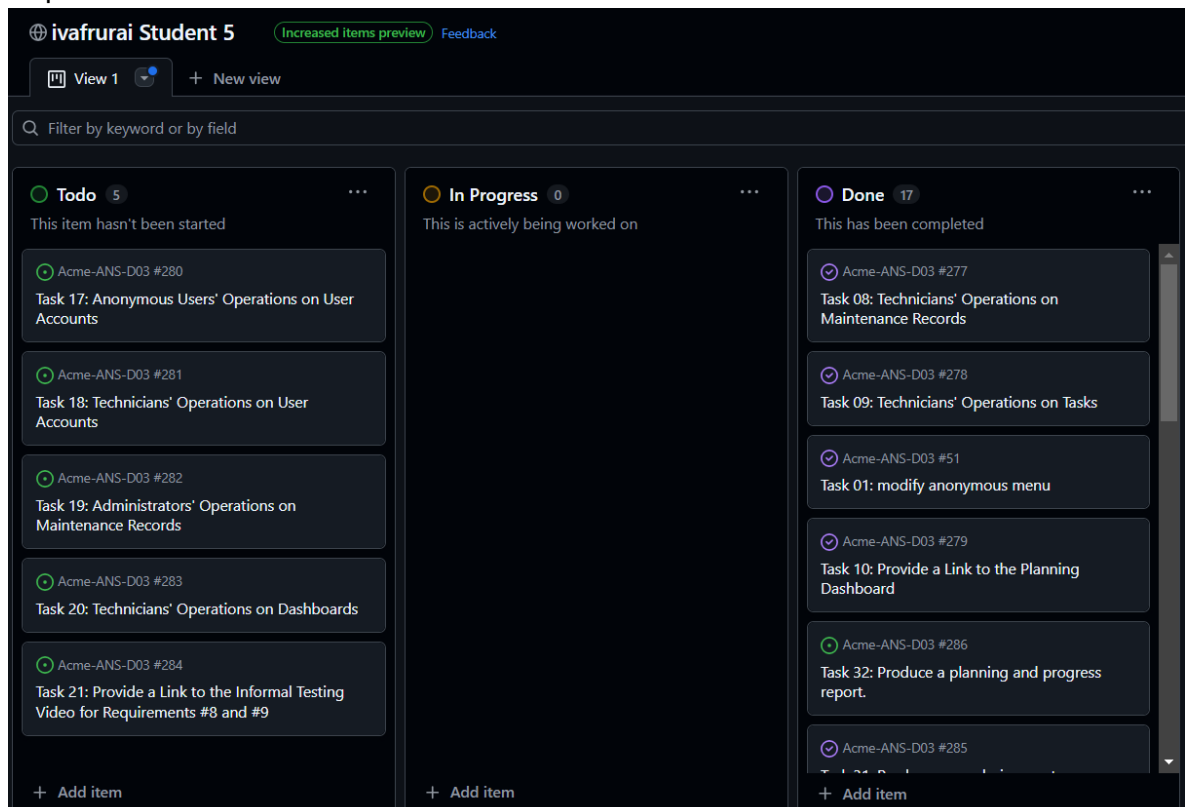 ivafrurai Student 5
Increased items preview
Feedback
View 1
+ New view
Filter by keyword or by field
Todo 5
This item hasn't been started
Acme-ANS-D03 #280
Task 17: Anonymous Users' Operations on User
Accounts
Acme-ANS-D03 #281
Task 18: Technicians' Operations on User
Accounts
Acme-ANS-D03 #282
Task 19: Administrators' Operations on
Maintenance Records
Acme-ANS-D03 #283
Task 20: Technicians' Operations on Dashboards
Acme-ANS-D03 #284
Task 21: Provide a Link to the Informal Testing
Video for Requirements #8 and #9
+ Add item
In Progress 0
This is actively being worked on
+ Add item
Done 17
This has been completed
Acme-ANS-D03 #277
Task 08: Technicians' Operations on
Maintenance Records
Acme-ANS-D03 #278
Task 09: Technicians' Operations on Tasks
Acme-ANS-D03 #51
Task 01: modify anonymous menu
Acme-ANS-D03 #279
Task 10: Provide a Link to the Planning
Dashboard
Acme-ANS-D03 #286
Task 32: Produce a planning and progress
report.
Acme-ANS-D03 #285
+ Add item